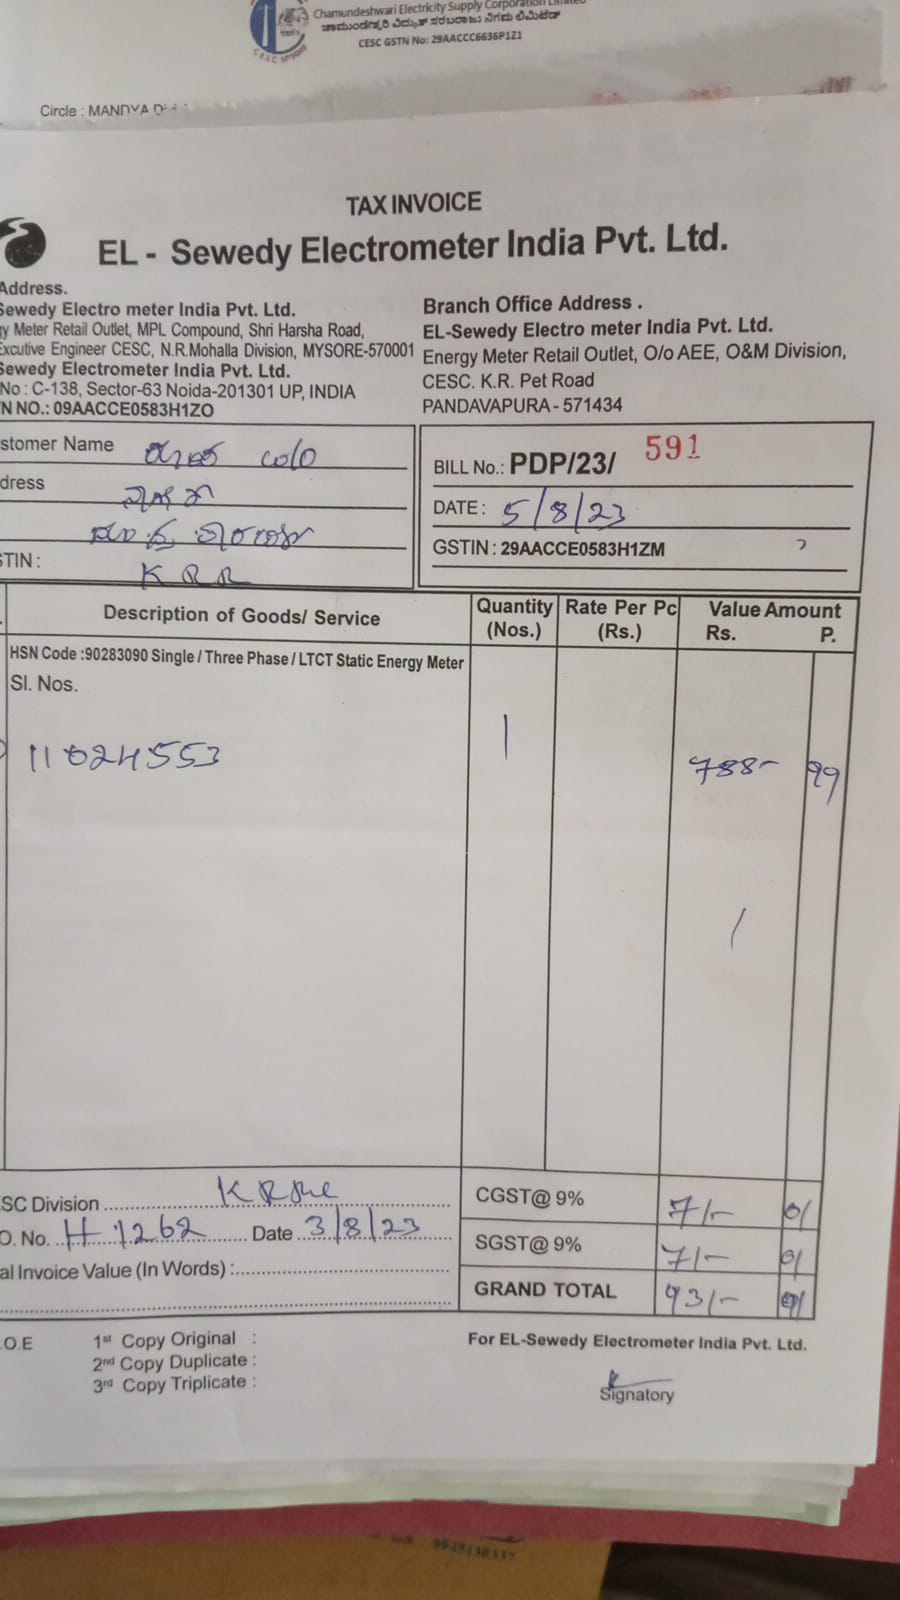 Chamundeshwari Electricity Supply Corporation Limited
ಚಾಮುಂಡೇಶ್ವರಿ ವಿದ್ಯುತ್ ಸರಬರಾಜು ನಿಗಮ ಲಿಮಿಟೆಡ್
CESC GSTN No: 29AACCC6636P1Z1
Circle : MANDYA
TAX INVOICE
EL - Sewedy Electrometer India Pvt. Ltd.
Address.
Sewedy Electro meter India Pvt. Ltd.
y Meter Retail Outlet, MPL Compound, Shri Harsha Road,
Excutive Engineer CESC, N.R.Mohalla Division, MYSORE-570001
Sewedy Electrometer India Pvt. Ltd.
No : C-138, Sector-63 Noida-201301 UP, INDIA
N NO.: 09AACCE0583H1ZO
Branch Office Address .
EL-Sewedy Electro meter India Pvt. Ltd.
Energy Meter Retail Outlet, O/o AEE, O&M Division,
CESC. K.R. Pet Road
PANDAVAPURA - 571434
stomer Name
dress
STIN :
K R R
BILL No.: PDP/23/ 591
DATE : 5/8/23
GSTIN : 29AACCE0583H1ZM
Description of Goods/ Service
Quantity (Nos.)
Rate Per Pc (Rs.)
Value Amount
Rs. P.
HSN Code :90283090 Single / Three Phase / LTCT Static Energy Meter
Sl. Nos.
11024553 1 788- 99
SC Division
O. No. H 1262 Date 3/8/23
al Invoice Value (In Words) :
CGST@ 9% 71- 01
SGST@ 9% 71- 01
GRAND TOTAL 931- 01
.O.E
1st Copy Original :
2nd Copy Duplicate :
3rd Copy Triplicate :
For EL-Sewedy Electrometer India Pvt. Ltd.
Signatory